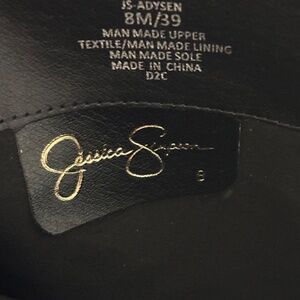 JS-ADYSEN
8M/39
MAN MADE UPPER
TEXTILE/MAN MADE LINING
MAN MADE SOLE
MADE IN CHINA
D2C
Jessica Simpson
8